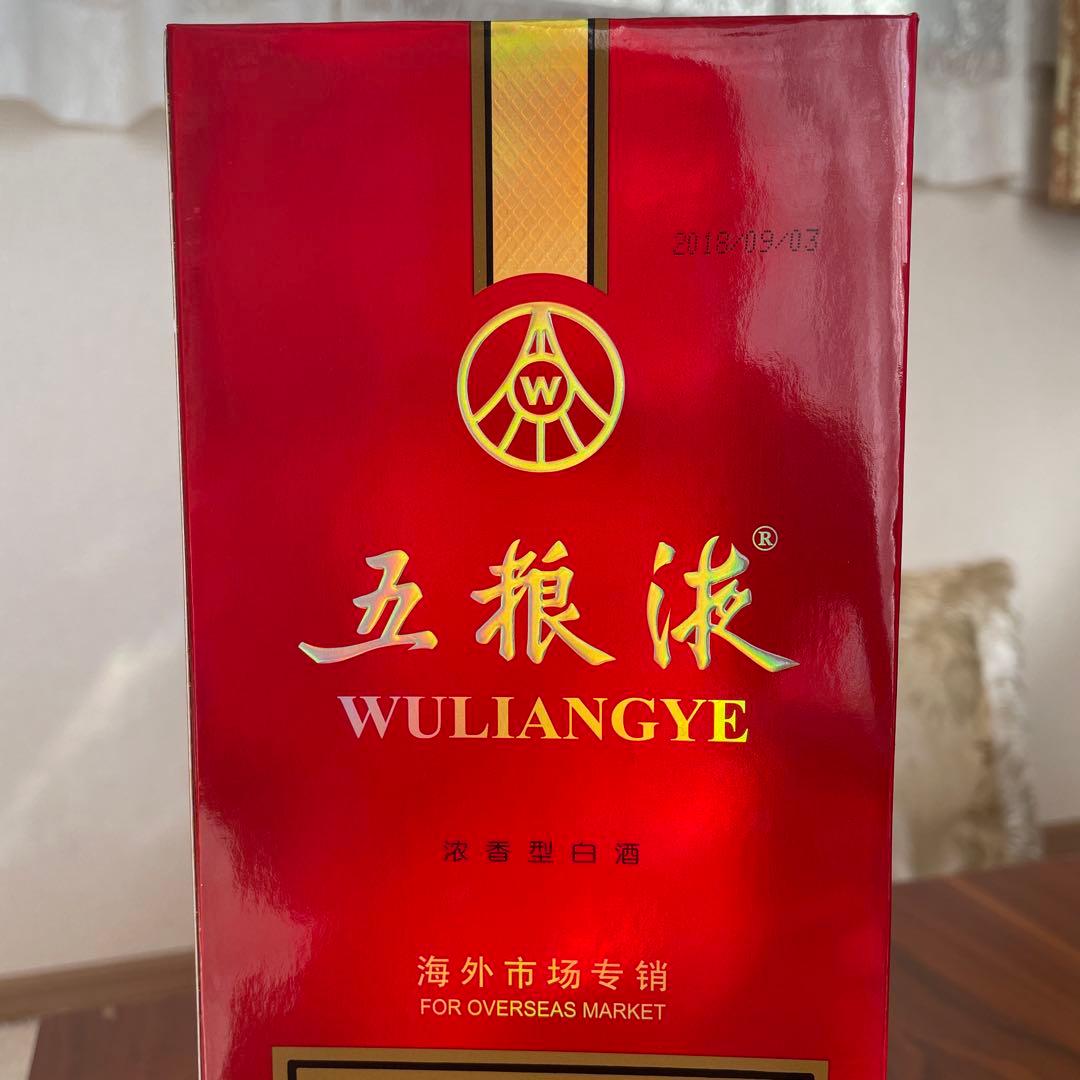 2018/09/03
W
五粮液®
WULIANGYE
浓香型白酒
海外市场专销
FOR OVERSEAS MARKET